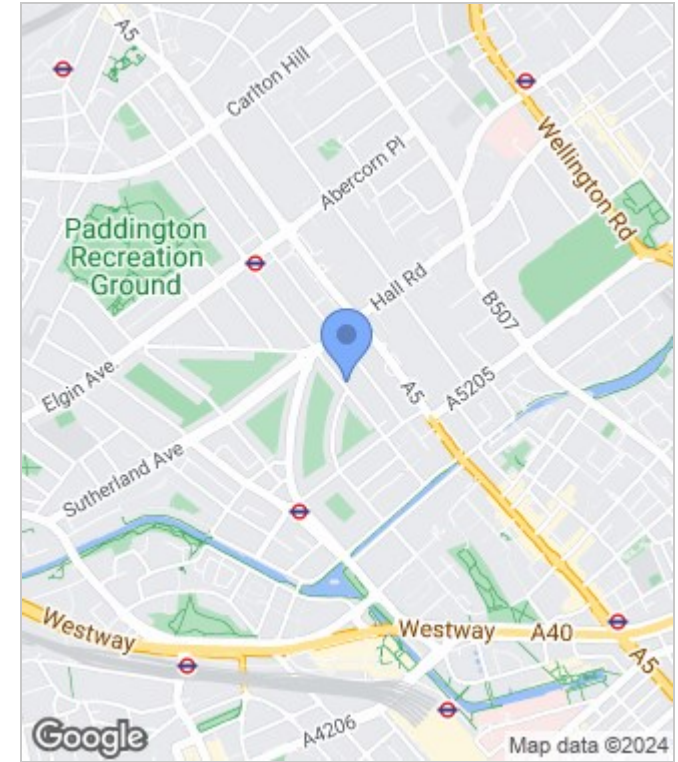 A5
Carlton Hill
Wellington Rd
Abercorn Pl
Paddington
Recreation
Ground
Hall Rd
B507
Elgin Ave
A5
A5205
Sutherland Ave
Westway
Westway
A40
A5
A4206
Google
Map data ©2024